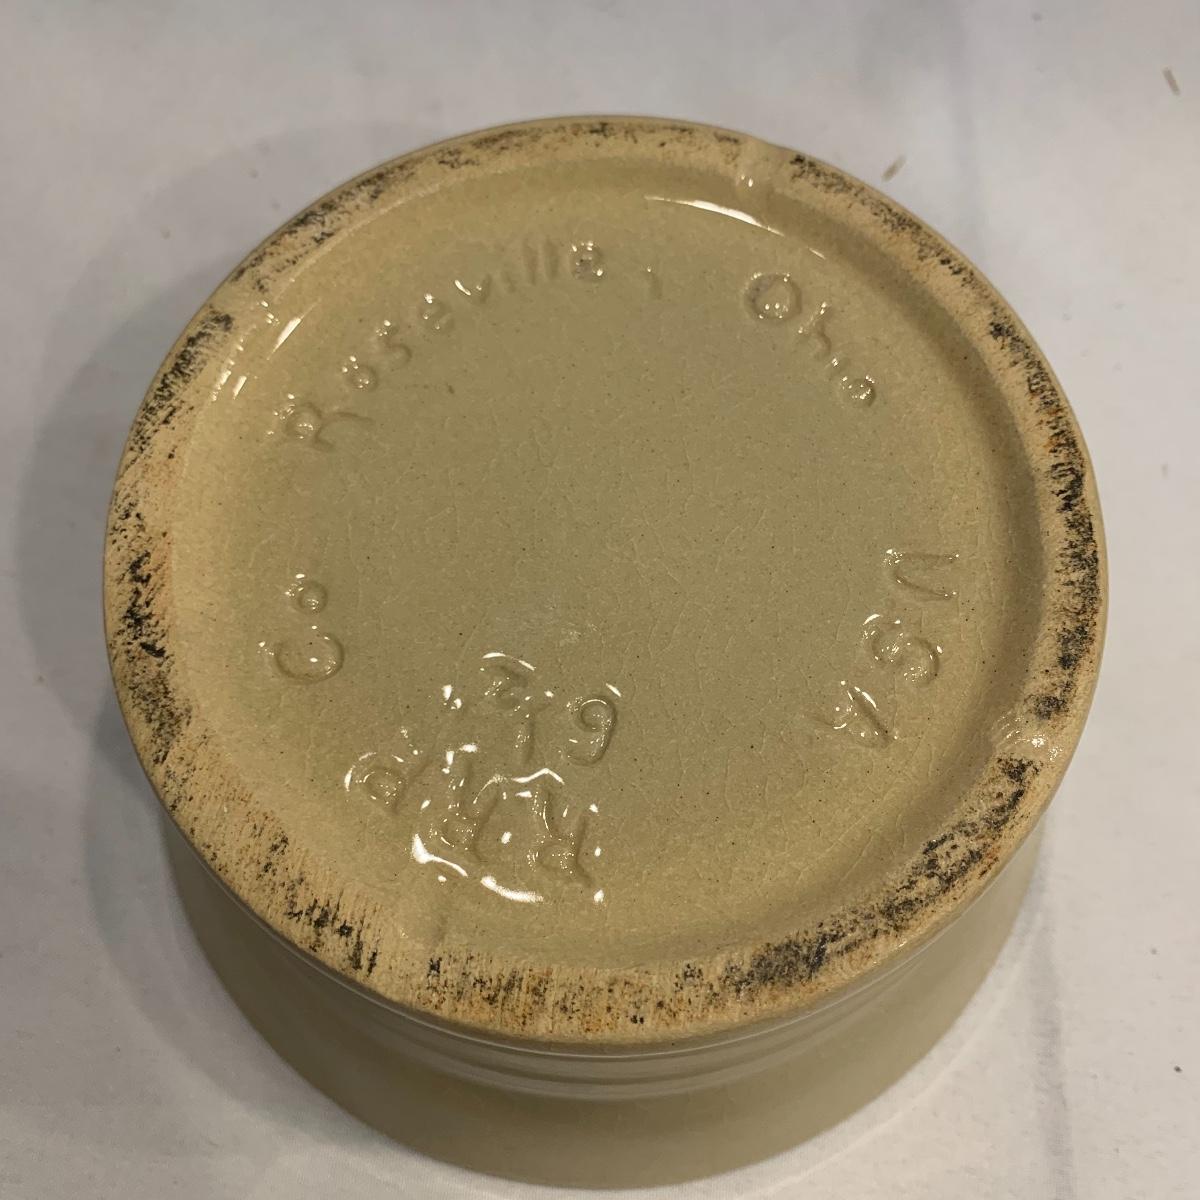 RRP Co
Roseville, Ohio
USA